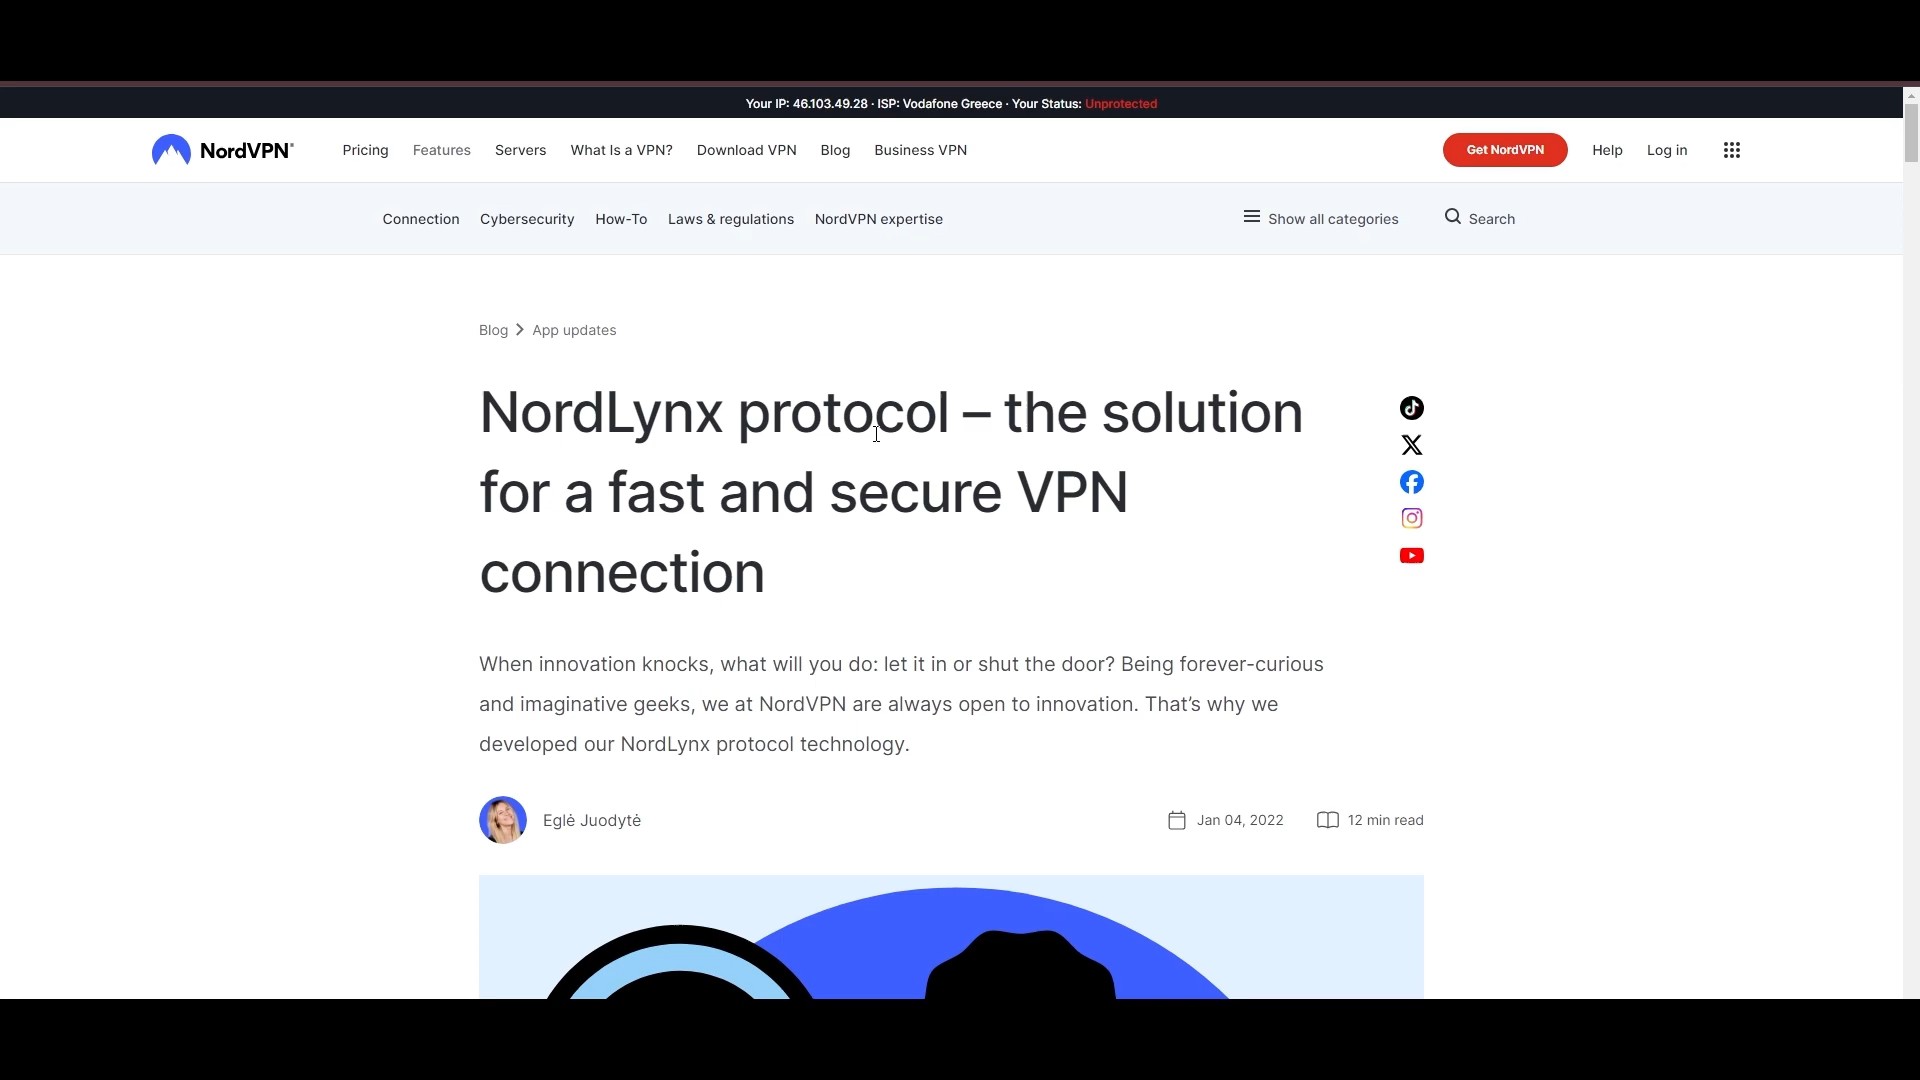 Your IP: 46.103.49.28 · ISP: Vodafone Greece · Your Status: Unprotected
NordVPN®
Pricing
Features
Servers
What Is a VPN?
Download VPN
Blog
Business VPN
Get NordVPN
Help
Log in
Connection
Cybersecurity
How-To
Laws & regulations
NordVPN expertise
Show all categories
Search
Blog
App updates
NordLynx protocol – the solution
for a fast and secure VPN
connection
When innovation knocks, what will you do: let it in or shut the door? Being forever-curious
and imaginative geeks, we at NordVPN are always open to innovation. That’s why we
developed our NordLynx protocol technology.
Eglė Juodytė
Jan 04, 2022
12 min read